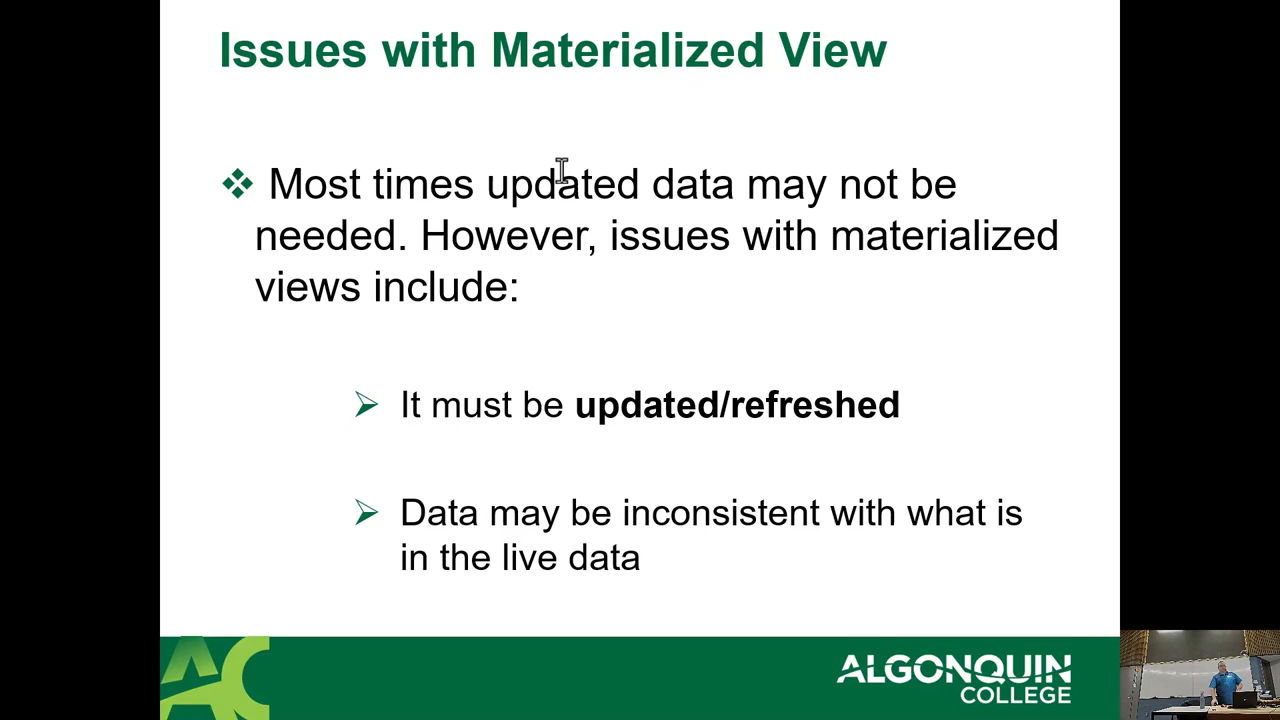 Issues with Materialized View
Most times updated data may not be
needed. However, issues with materialized
views include:
It must be updated/refreshed
Data may be inconsistent with what is
in the live data
AC
ALGONQUIN
COLLEGE